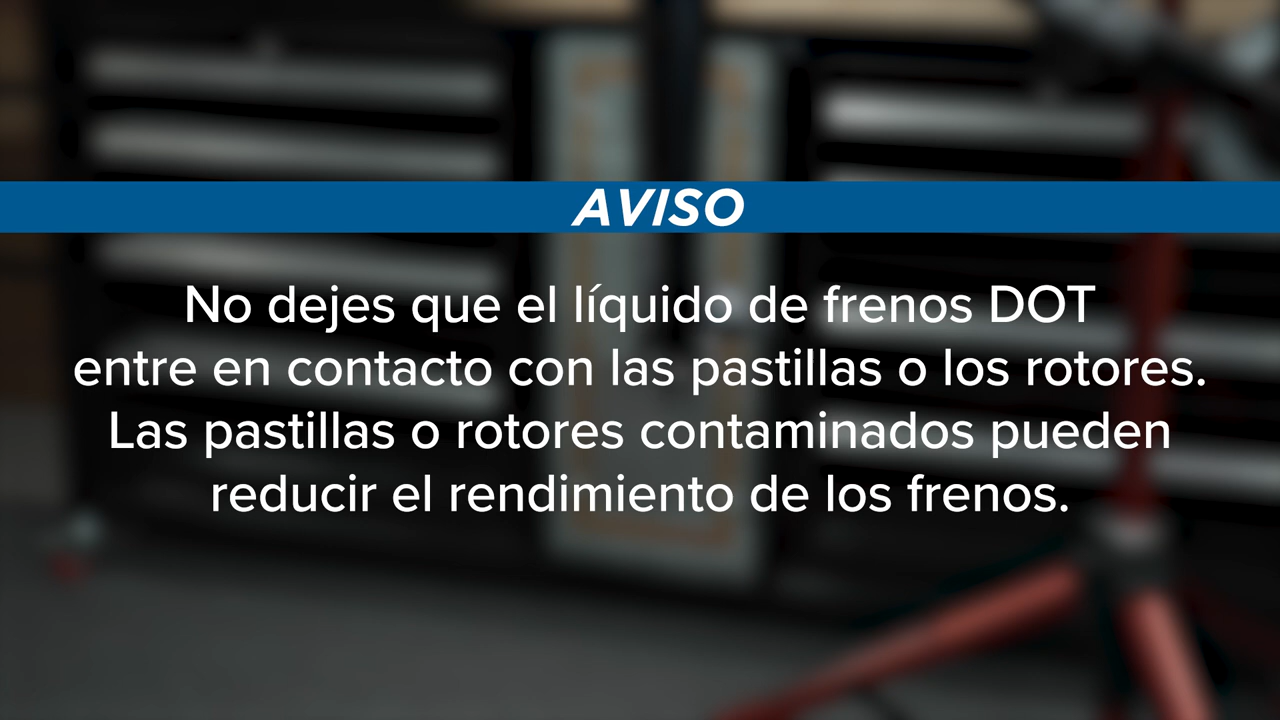 AVISO
No dejes que el líquido de frenos DOT
entre en contacto con las pastillas o los rotores.
Las pastillas o rotores contaminados pueden
reducir el rendimiento de los frenos.